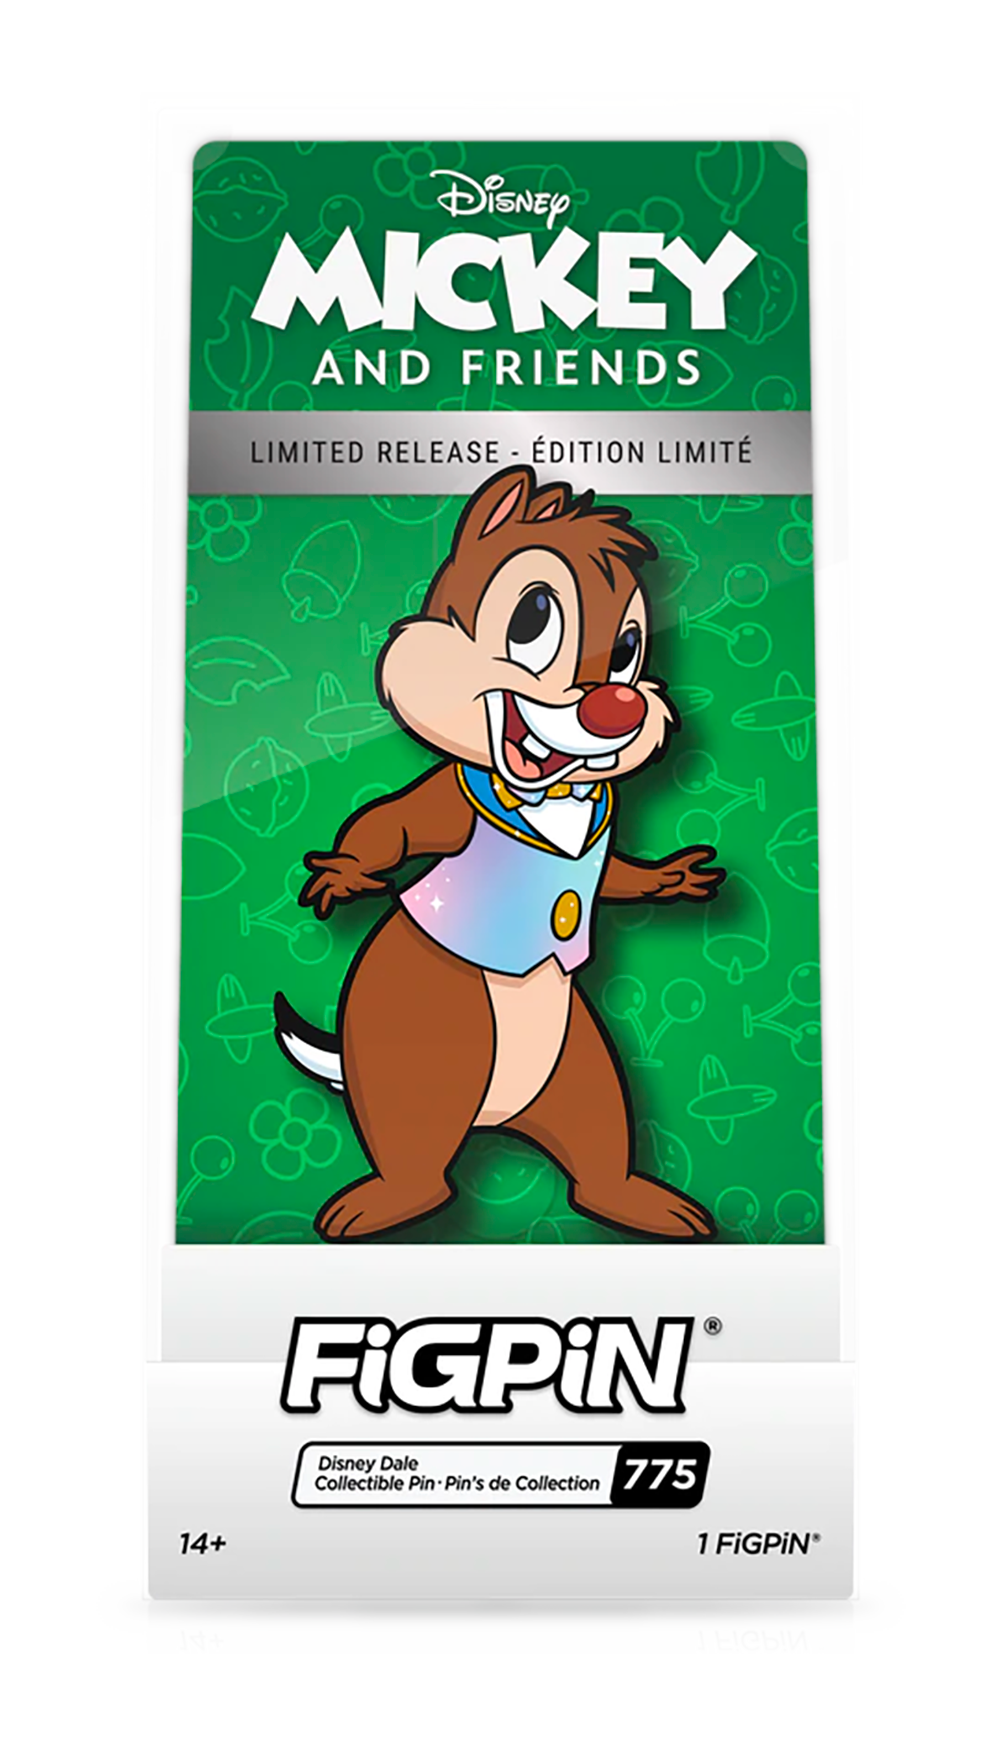 Disney
MICKEY
AND FRIENDS
LIMITED RELEASE - ÉDITION LIMITÉ
FiGPiN®
Disney Dale
Collectible Pin · Pin's de Collection
775
14+
1 FiGPiN®